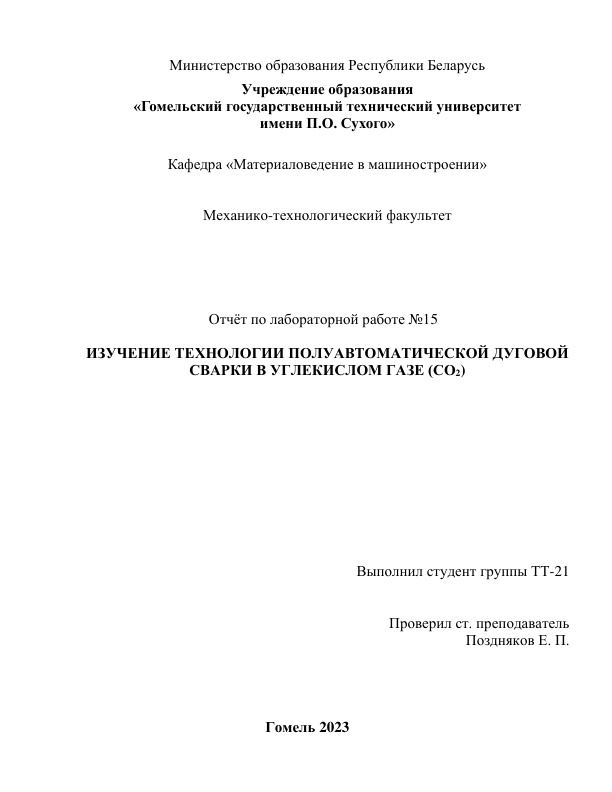 Министерство образования Республики Беларусь
Учреждение образования
«Гомельский государственный технический университет
имени П.О. Сухого»
Кафедра «Материаловедение в машиностроении»
Механико-технологический факультет
Отчёт по лабораторной работе №15
ИЗУЧЕНИЕ ТЕХНОЛОГИИ ПОЛУАВТОМАТИЧЕСКОЙ ДУГОВОЙ
СВАРКИ В УГЛЕКИСЛОМ ГАЗЕ (CO₂)
Выполнил студент группы ТТ-21
Проверил ст. преподаватель
Поздняков Е. П.
Гомель 2023